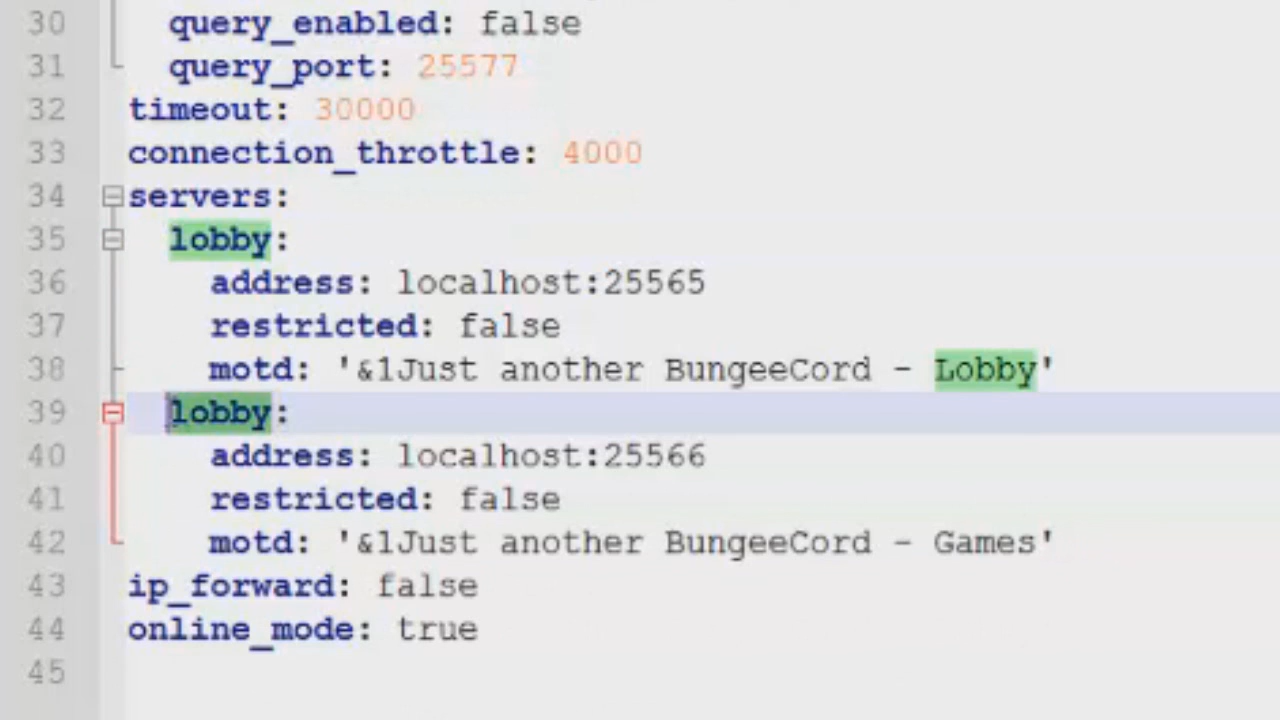 30 query_enabled: false
31 query_port: 25577
32 timeout: 30000
33 connection_throttle: 4000
34 servers:
35 lobby:
36 address: localhost:25565
37 restricted: false
38 motd: '&1Just another BungeeCord - Lobby'
39 lobby:
40 address: localhost:25566
41 restricted: false
42 motd: '&1Just another BungeeCord - Games'
43 ip_forward: false
44 online_mode: true
45